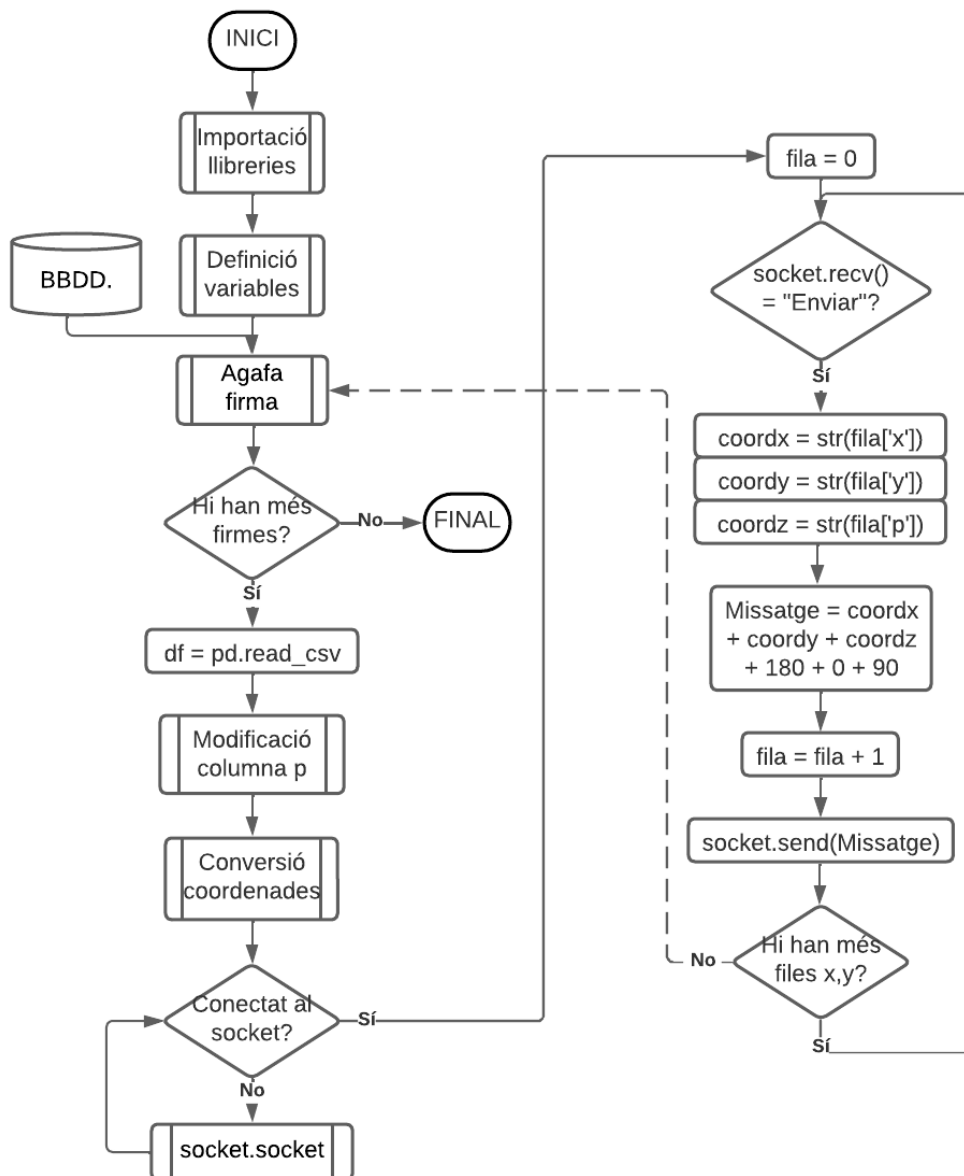 INICI
Importació
llibreries
Definició
variables
BBDD.
Agafa
firma
Hi han més
firmes?
No
FINAL
Sí
df = pd.read_csv
Modificació
columna p
Conversió
coordenades
Conectat al
socket?
Sí
No
socket.socket
fila = 0
socket.recv()
= "Enviar"?
Sí
coordx = str(fila['x'])
coordy = str(fila['y'])
coordz = str(fila['p'])
Missatge = coordx
+ coordy + coordz
+ 180 + 0 + 90
fila = fila + 1
socket.send(Missatge)
Hi han més
files x,y?
No
Sí